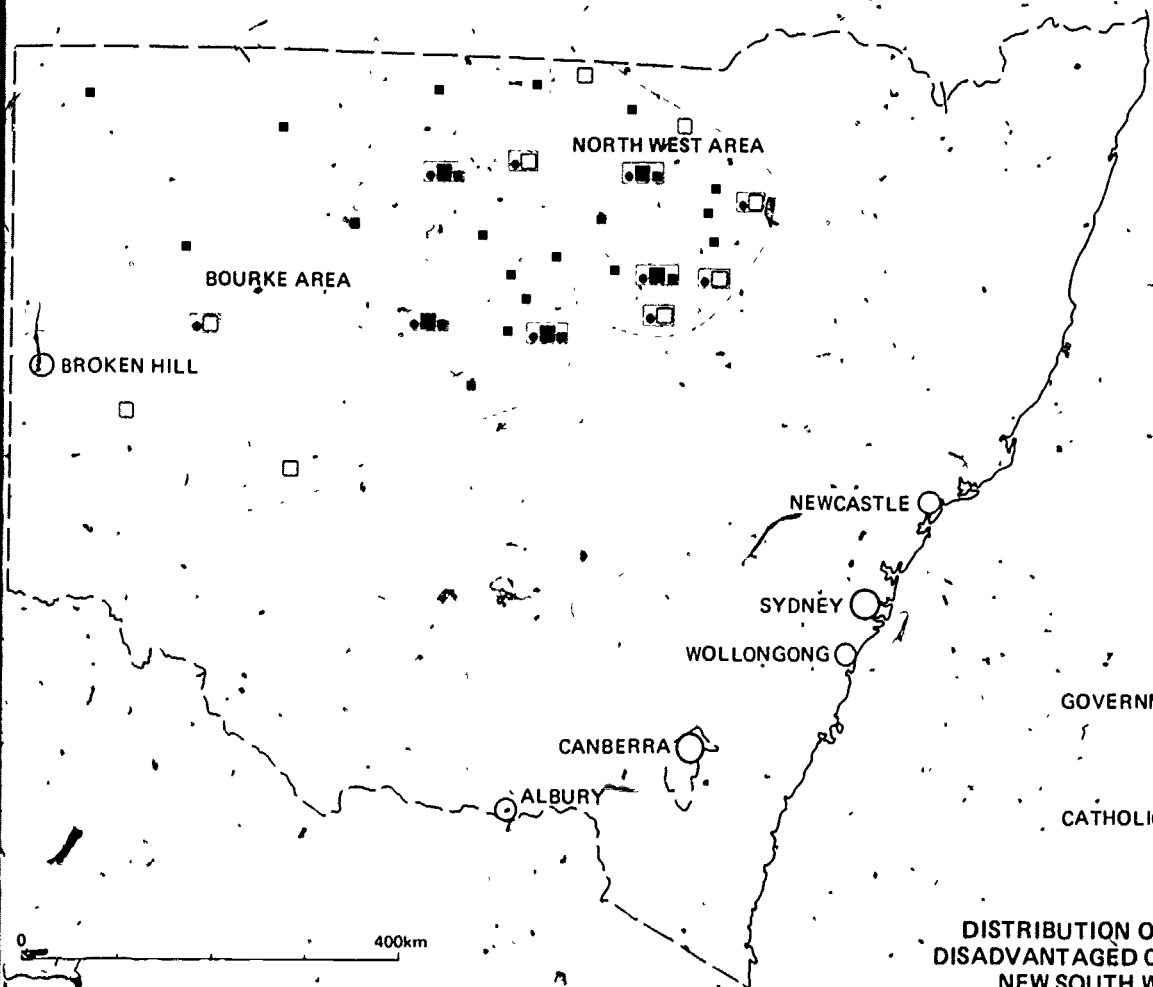 NORTH WEST AREA
BOURKE AREA
BROKEN HILL
NEWCASTLE
SYDNEY
WOLLONGONG
CANBERRA
ALBURY
GOVERNM
CATHOLIC
0 400km
DISTRIBUTION O
DISADVANTAGED C
NEW SOUTH W